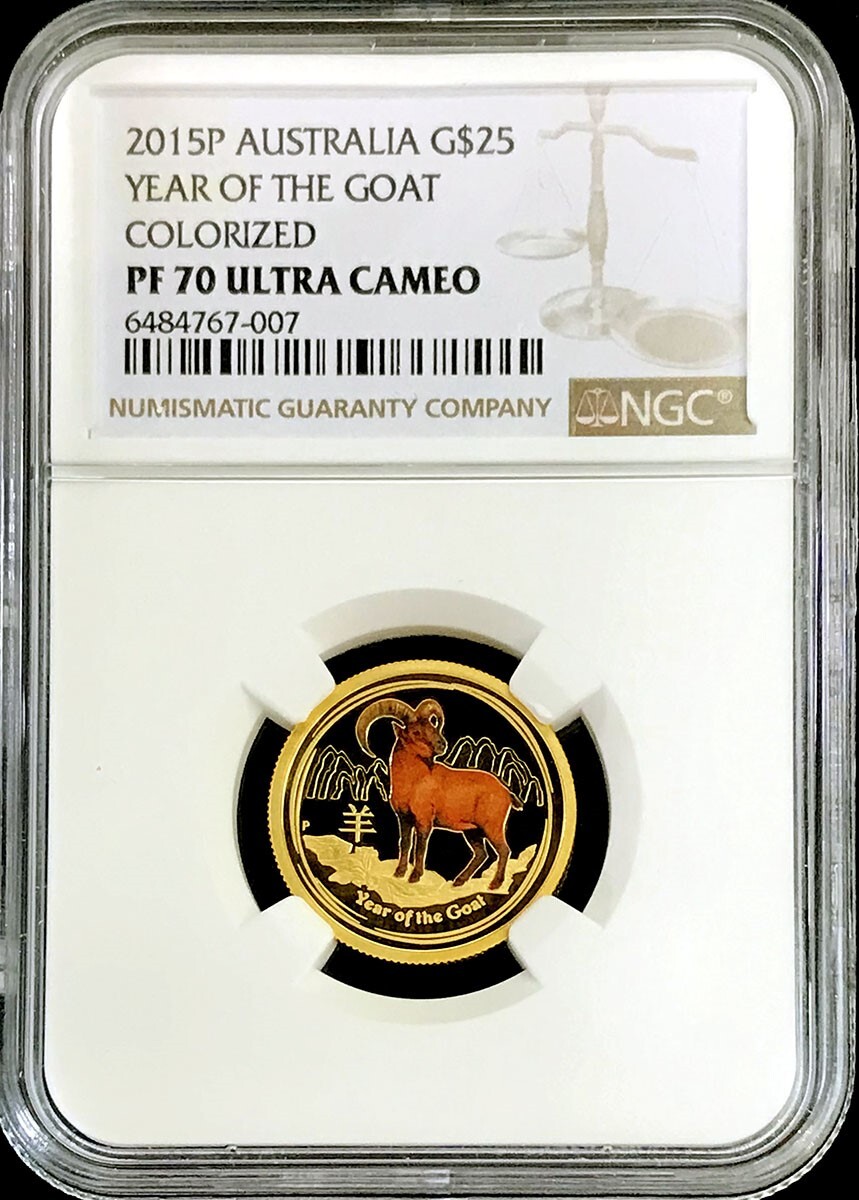 2015P AUSTRALIA G$25
YEAR OF THE GOAT
COLORIZED
PF 70 ULTRA CAMEO
6484767-007
NUMISMATIC GUARANTY COMPANY
NGC®
羊
P
Year of the Goat